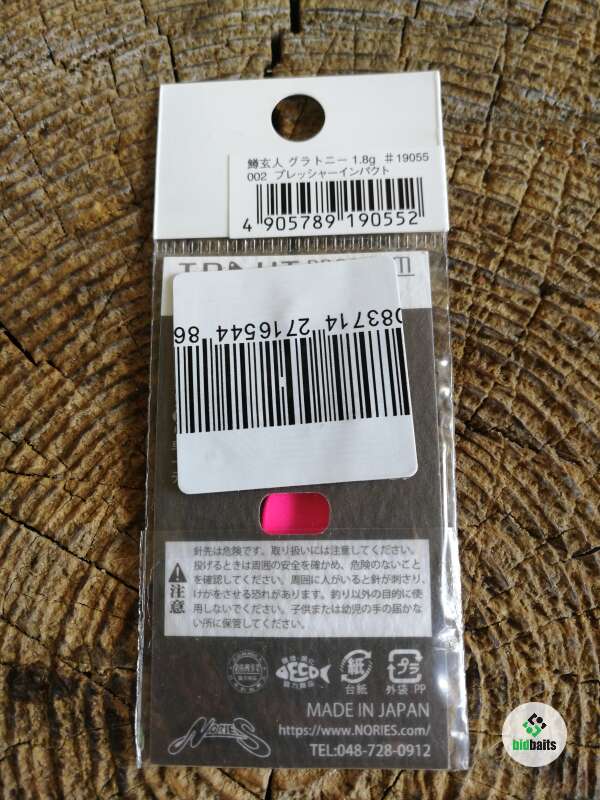 鱒玄人 グラトニー 1.8g ＃19055
002 プレッシャーインパクト
4 905789 190552
083714 2716544 86
針先は危険です。取り扱いには注意してください。
投げるときは周囲の安全を確かめ、危険のないこと
を確認してください。周囲に人がいると針が刺さり、
けがをさせる恐れがあります。釣り以外の目的に使
用しないでください。子供または幼児の手の届かな
い所に保管してください。
注意
ECO
紙
台紙
プラ
外袋 PP
MADE IN JAPAN
NORIES
https://www.NORIES.com/
TEL:048-728-0912
bidbaits